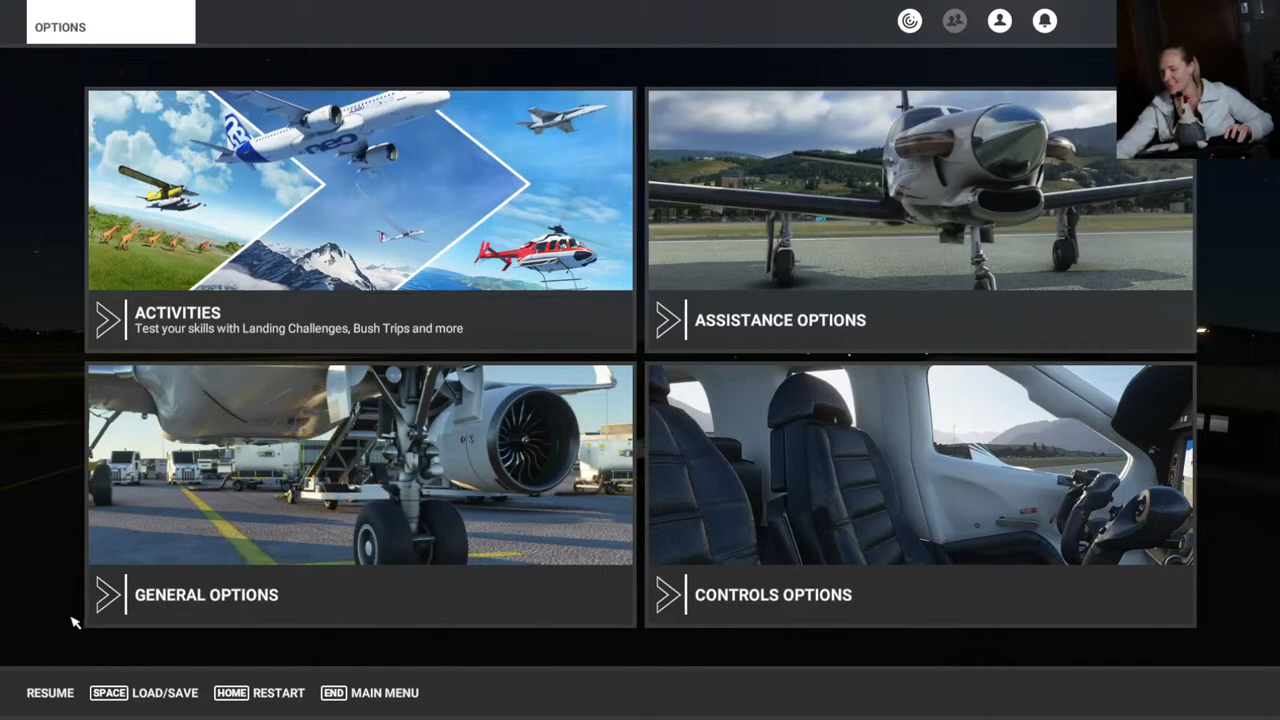 OPTIONS
neo
ACTIVITIES
Test your skills with Landing Challenges, Bush Trips and more
ASSISTANCE OPTIONS
GENERAL OPTIONS
CONTROLS OPTIONS
RESUME SPACE LOAD/SAVE HOME RESTART END MAIN MENU